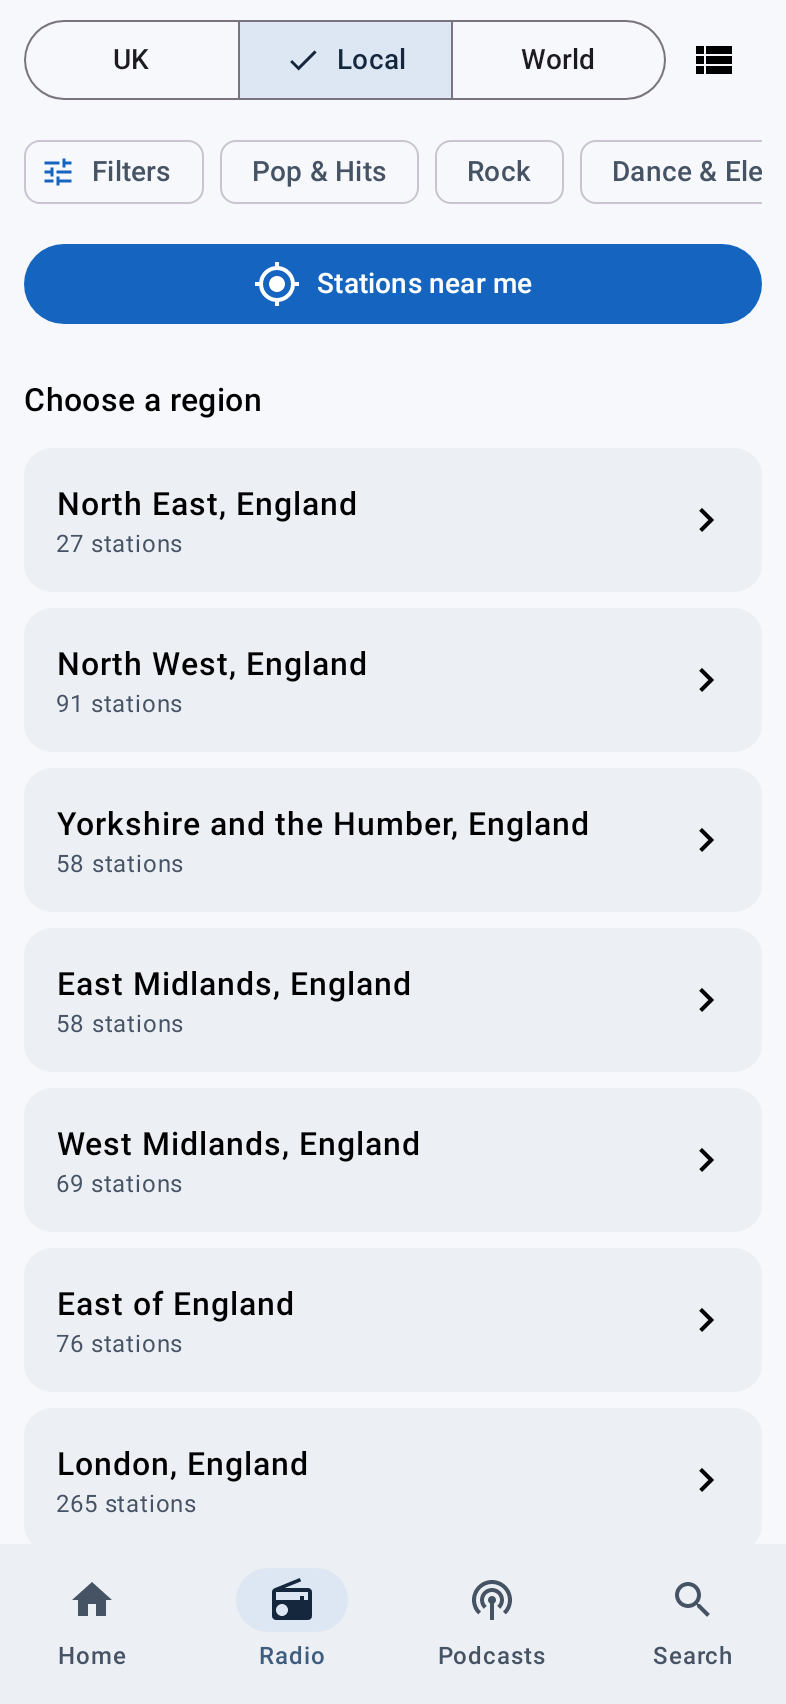 UK
Local
World
Filters
Pop & Hits
Rock
Dance & Ele
Stations near me
Choose a region
North East, England
27 stations
North West, England
91 stations
Yorkshire and the Humber, England
58 stations
East Midlands, England
58 stations
West Midlands, England
69 stations
East of England
76 stations
London, England
265 stations
Home
Radio
Podcasts
Search